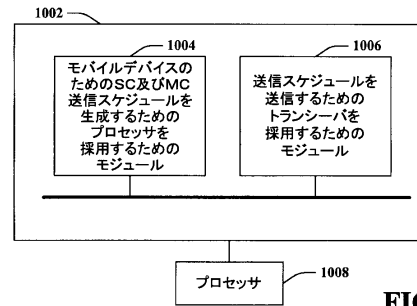 1002
1004
モバイルデバイスの
ためのSC及びMC
送信スケジュールを
生成するための
プロセッサを
採用するための
モジュール
1006
送信スケジュールを
送信するための
トランシーバを
採用するための
モジュール
プロセッサ
1008
FIG